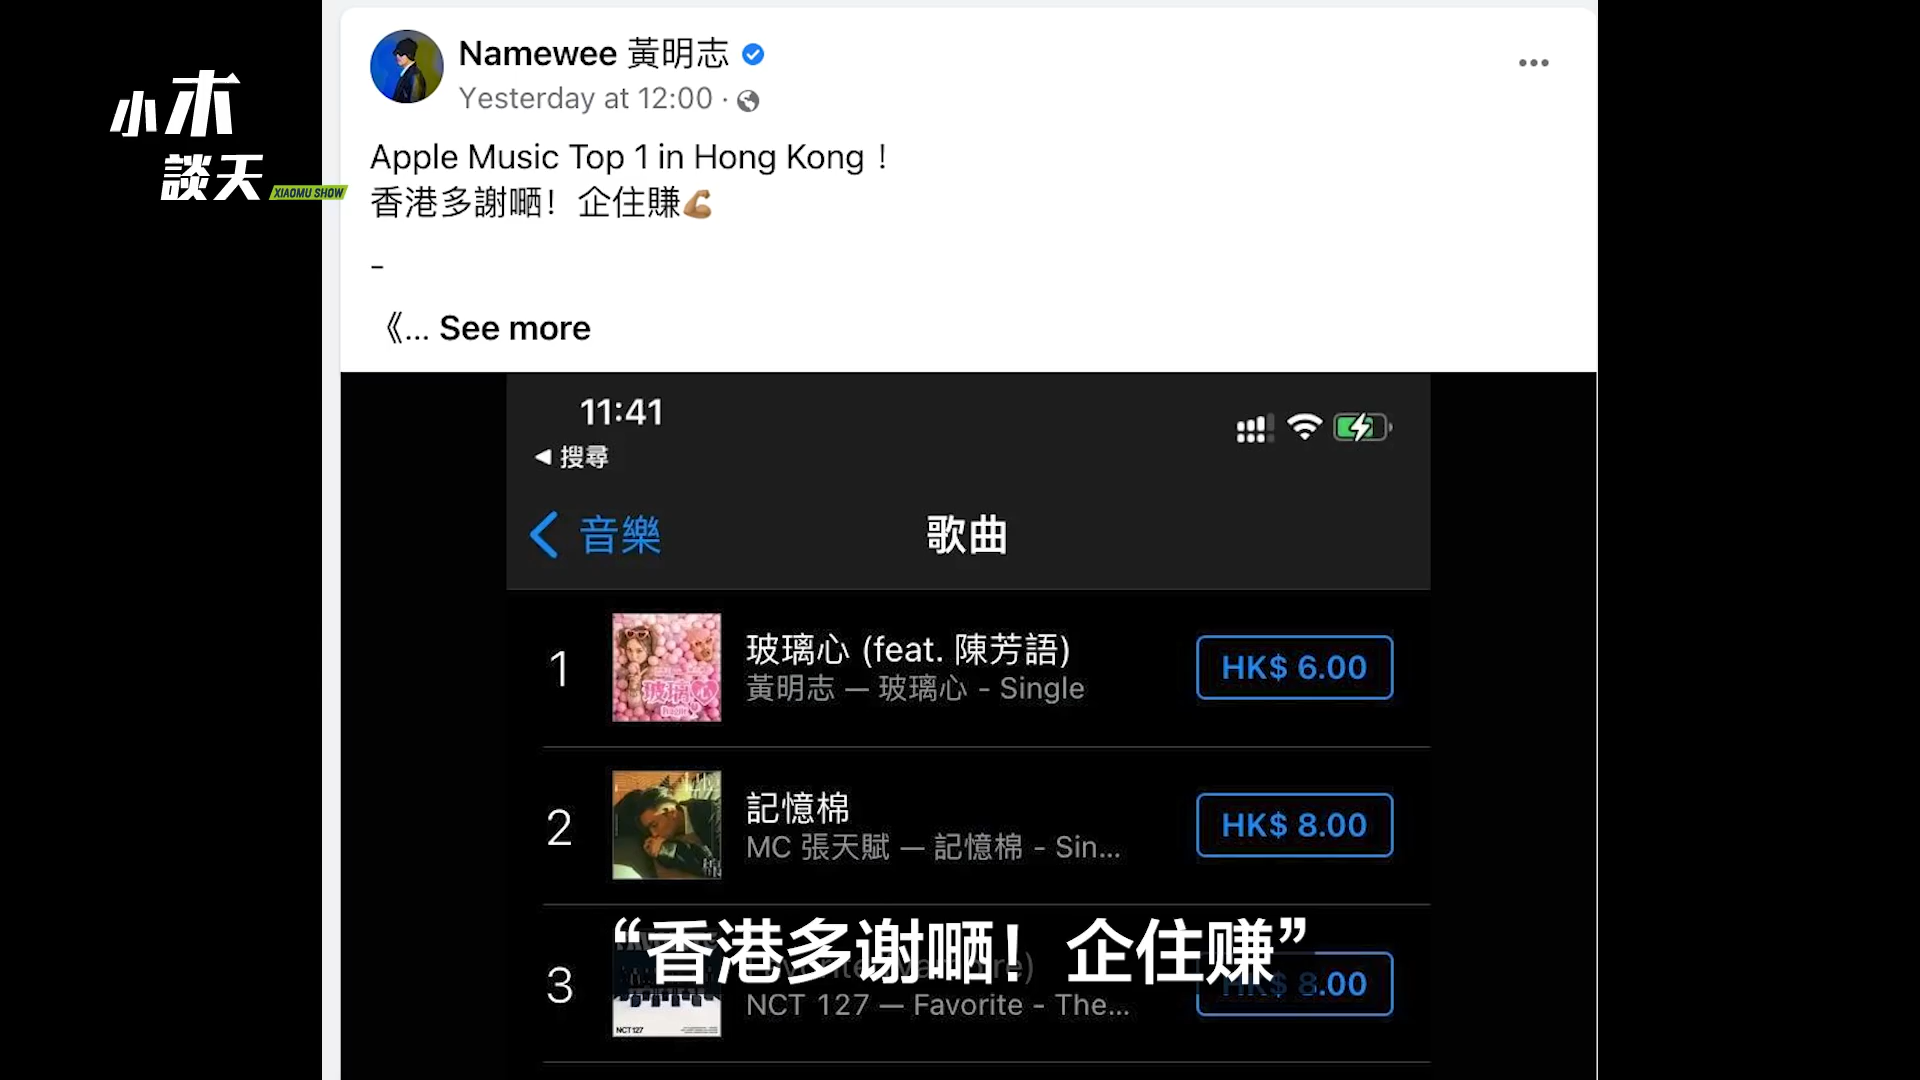 小木
談天
XIAOMU SHOW
Namewee 黃明志
Yesterday at 12:00 ·
Apple Music Top 1 in Hong Kong！
香港多謝嗮！企住賺💪🏽
-
《... See more
11:41
◀ 搜尋
音樂
歌曲
1
玻璃心 (feat. 陳芳語)
黃明志 — 玻璃心 - Single
HK$ 6.00
2
記憶棉
MC 張天賦 — 記憶棉 - Sin...
HK$ 8.00
“香港多谢嗮！企住赚”
3
NCT 127 — Favorite - The...
HK$ 8.00
NCT 127